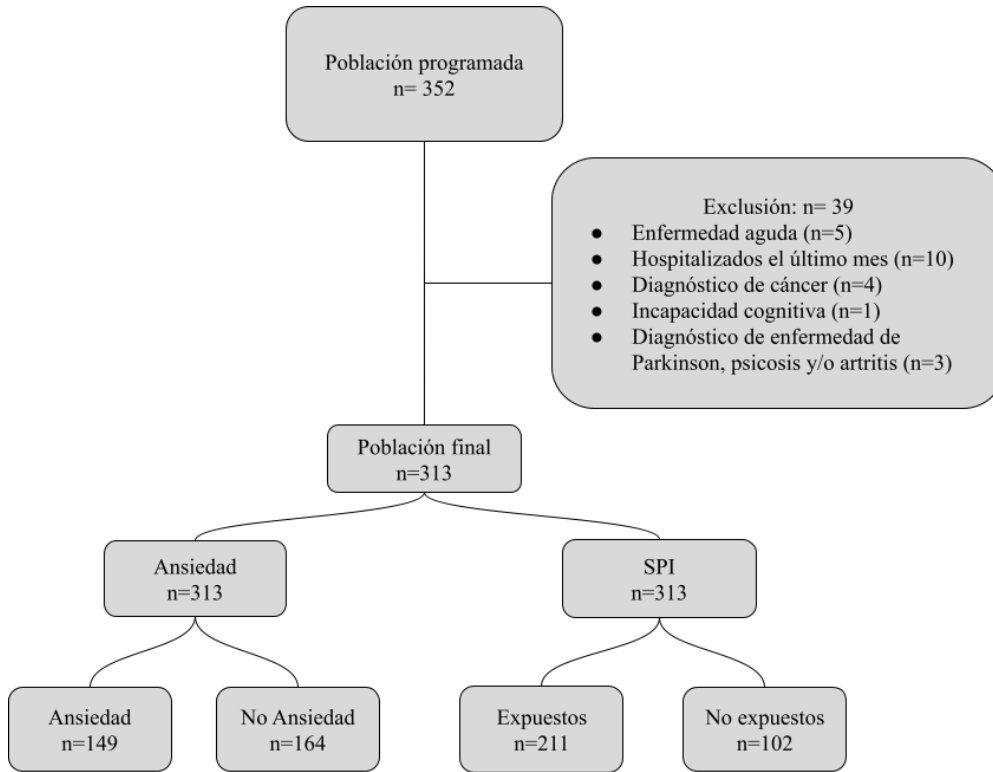 Población programada
n= 352
Exclusión: n= 39
● Enfermedad aguda (n=5)
● Hospitalizados el último mes (n=10)
● Diagnóstico de cáncer (n=4)
● Incapacidad cognitiva (n=1)
● Diagnóstico de enfermedad de
Parkinson, psicosis y/o artritis (n=3)
Población final
n=313
Ansiedad
n=313
SPI
n=313
Ansiedad
n=149
No Ansiedad
n=164
Expuestos
n=211
No expuestos
n=102